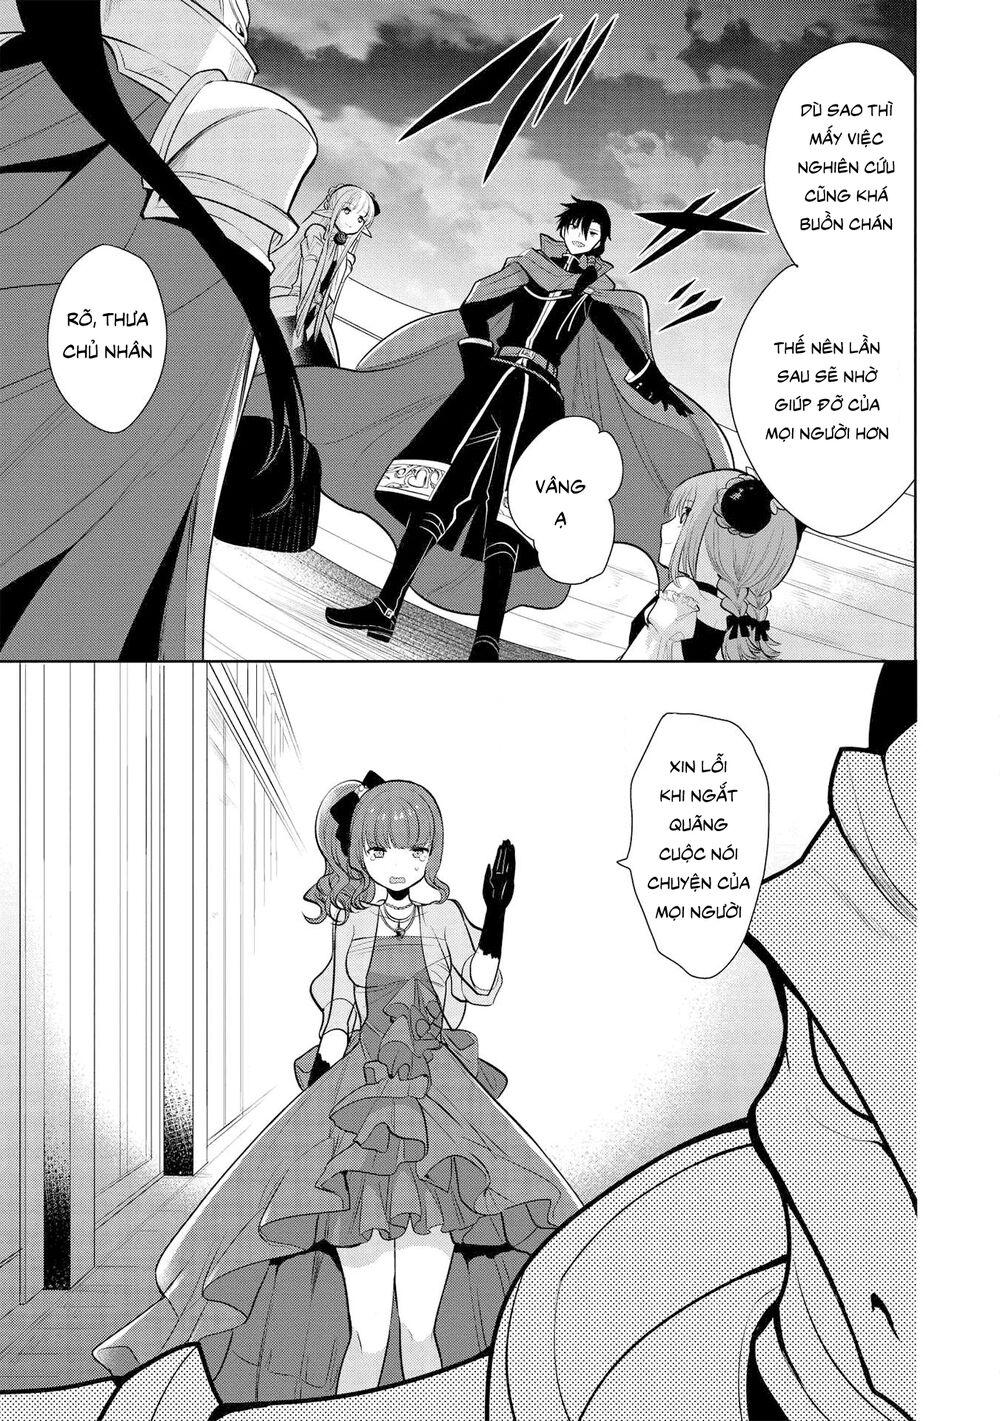 DÙ SAO THÌ
MẤY VIỆC
NGHIÊN CỨU
CŨNG KHÁ
BUỒN CHÁN
THẾ NÊN LẦN
SAU SẼ NHỜ
GIÚP ĐỠ CỦA
MỌI NGƯỜI HƠN
VÂNG
Ạ
RÕ, THƯA
CHỦ NHÂN
XIN LỖI
KHI NGẮT
QUÃNG
CUỘC NÓI
CHUYỆN CỦA
MỌI NGƯỜI